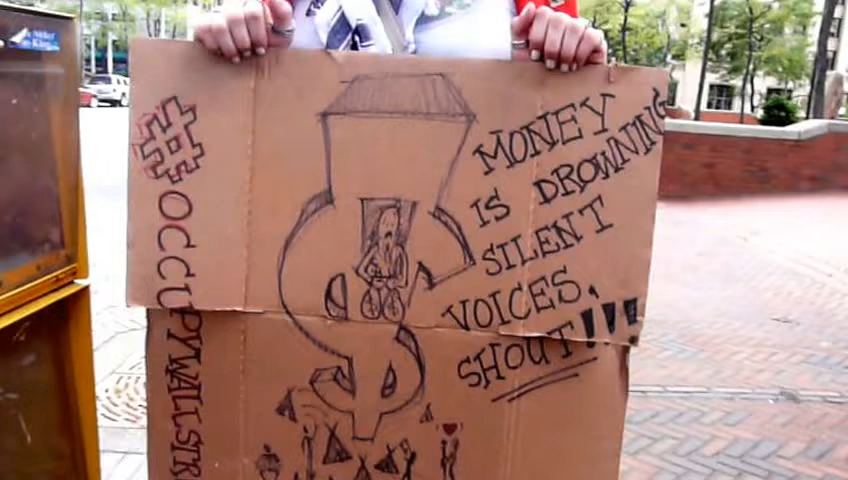 #OCCUPYWALLSTR
MONEY
IS DROWNING
SILENT
VOICES.
SHOUT!!!